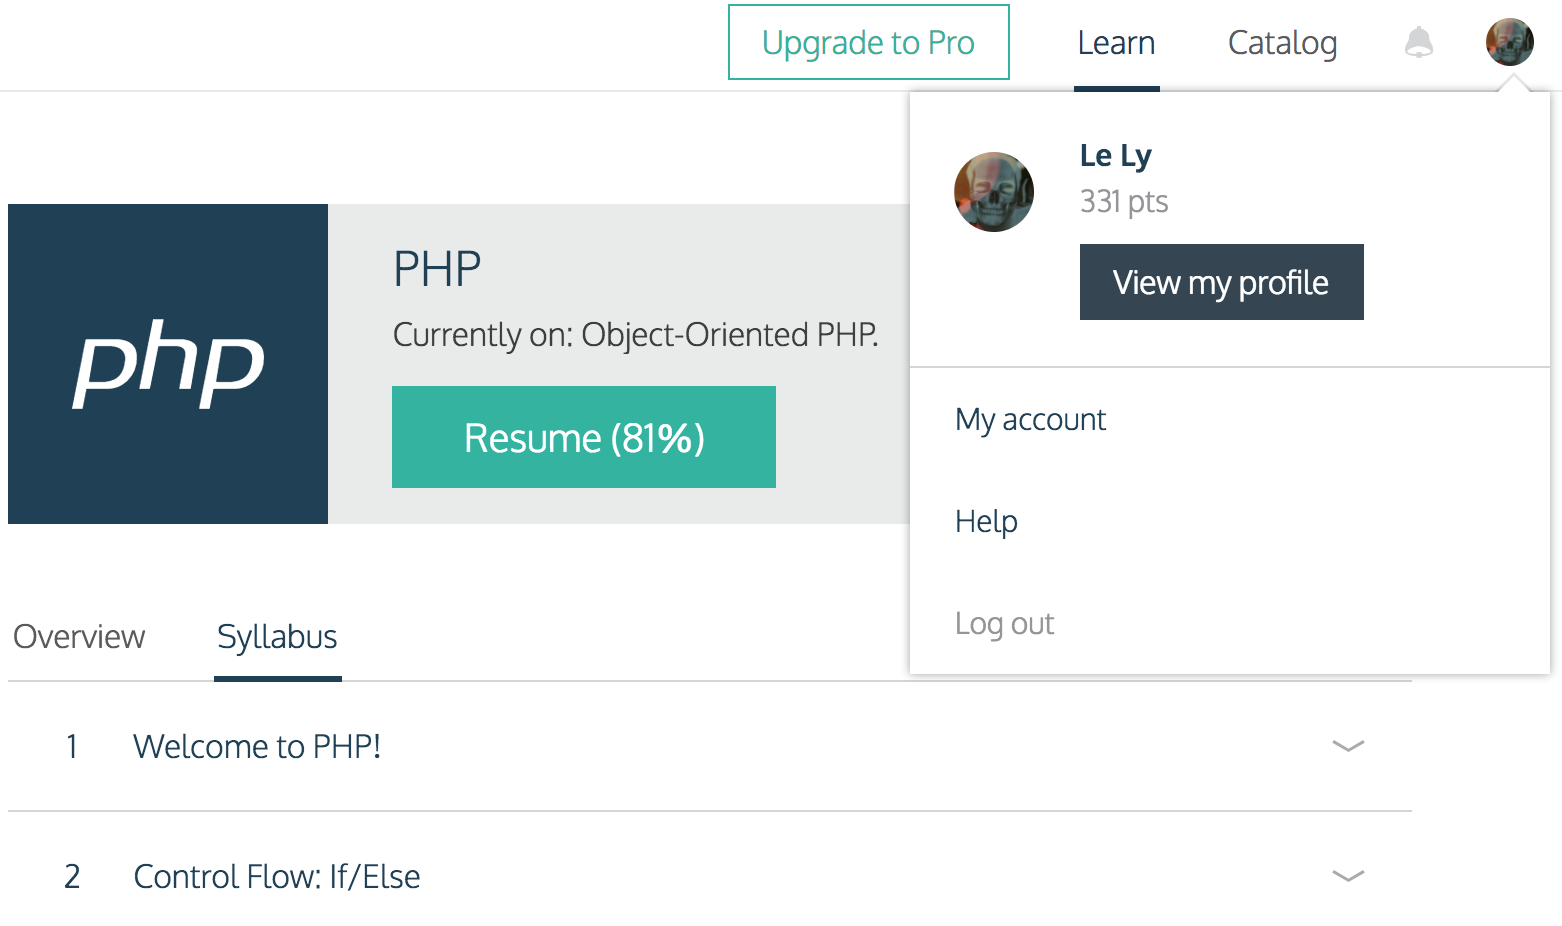 Upgrade to Pro
Learn
Catalog
Le Ly
331 pts
View my profile
My account
Help
Log out
php
PHP
Currently on: Object-Oriented PHP.
Resume (81%)
Overview
Syllabus
1 Welcome to PHP!
2 Control Flow: If/Else